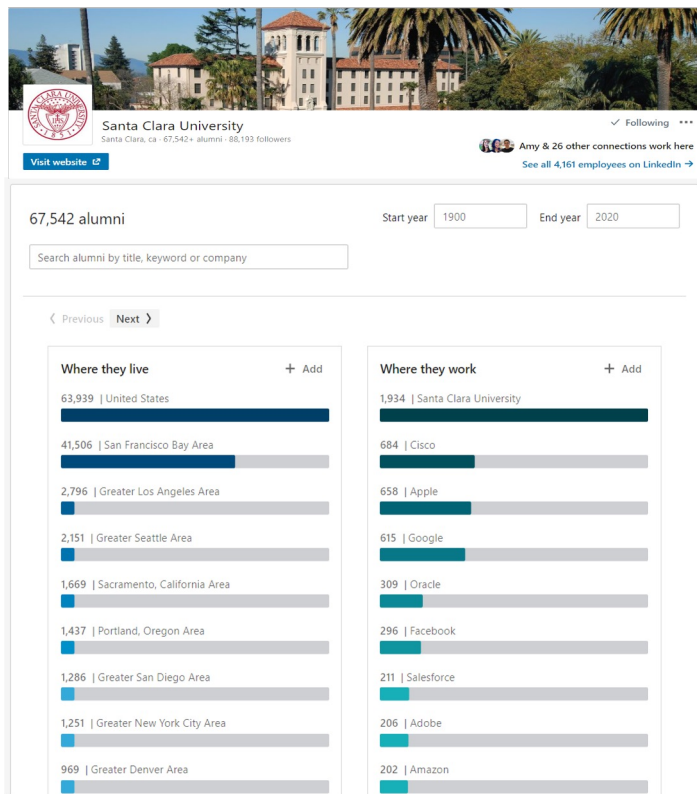 SANTA CLARA UNIVERSITY
1851
Santa Clara University
Santa Clara, ca · 67,542+ alumni · 88,193 followers
Following
Visit website
Amy & 26 other connections work here
See all 4,161 employees on LinkedIn →
67,542 alumni
Start year 1900 End year 2020
Search alumni by title, keyword or company
Previous Next
Where they live + Add
63,939 | United States
41,506 | San Francisco Bay Area
2,796 | Greater Los Angeles Area
2,151 | Greater Seattle Area
1,669 | Sacramento, California Area
1,437 | Portland, Oregon Area
1,286 | Greater San Diego Area
1,251 | Greater New York City Area
969 | Greater Denver Area
Where they work + Add
1,934 | Santa Clara University
684 | Cisco
658 | Apple
615 | Google
309 | Oracle
296 | Facebook
211 | Salesforce
206 | Adobe
202 | Amazon